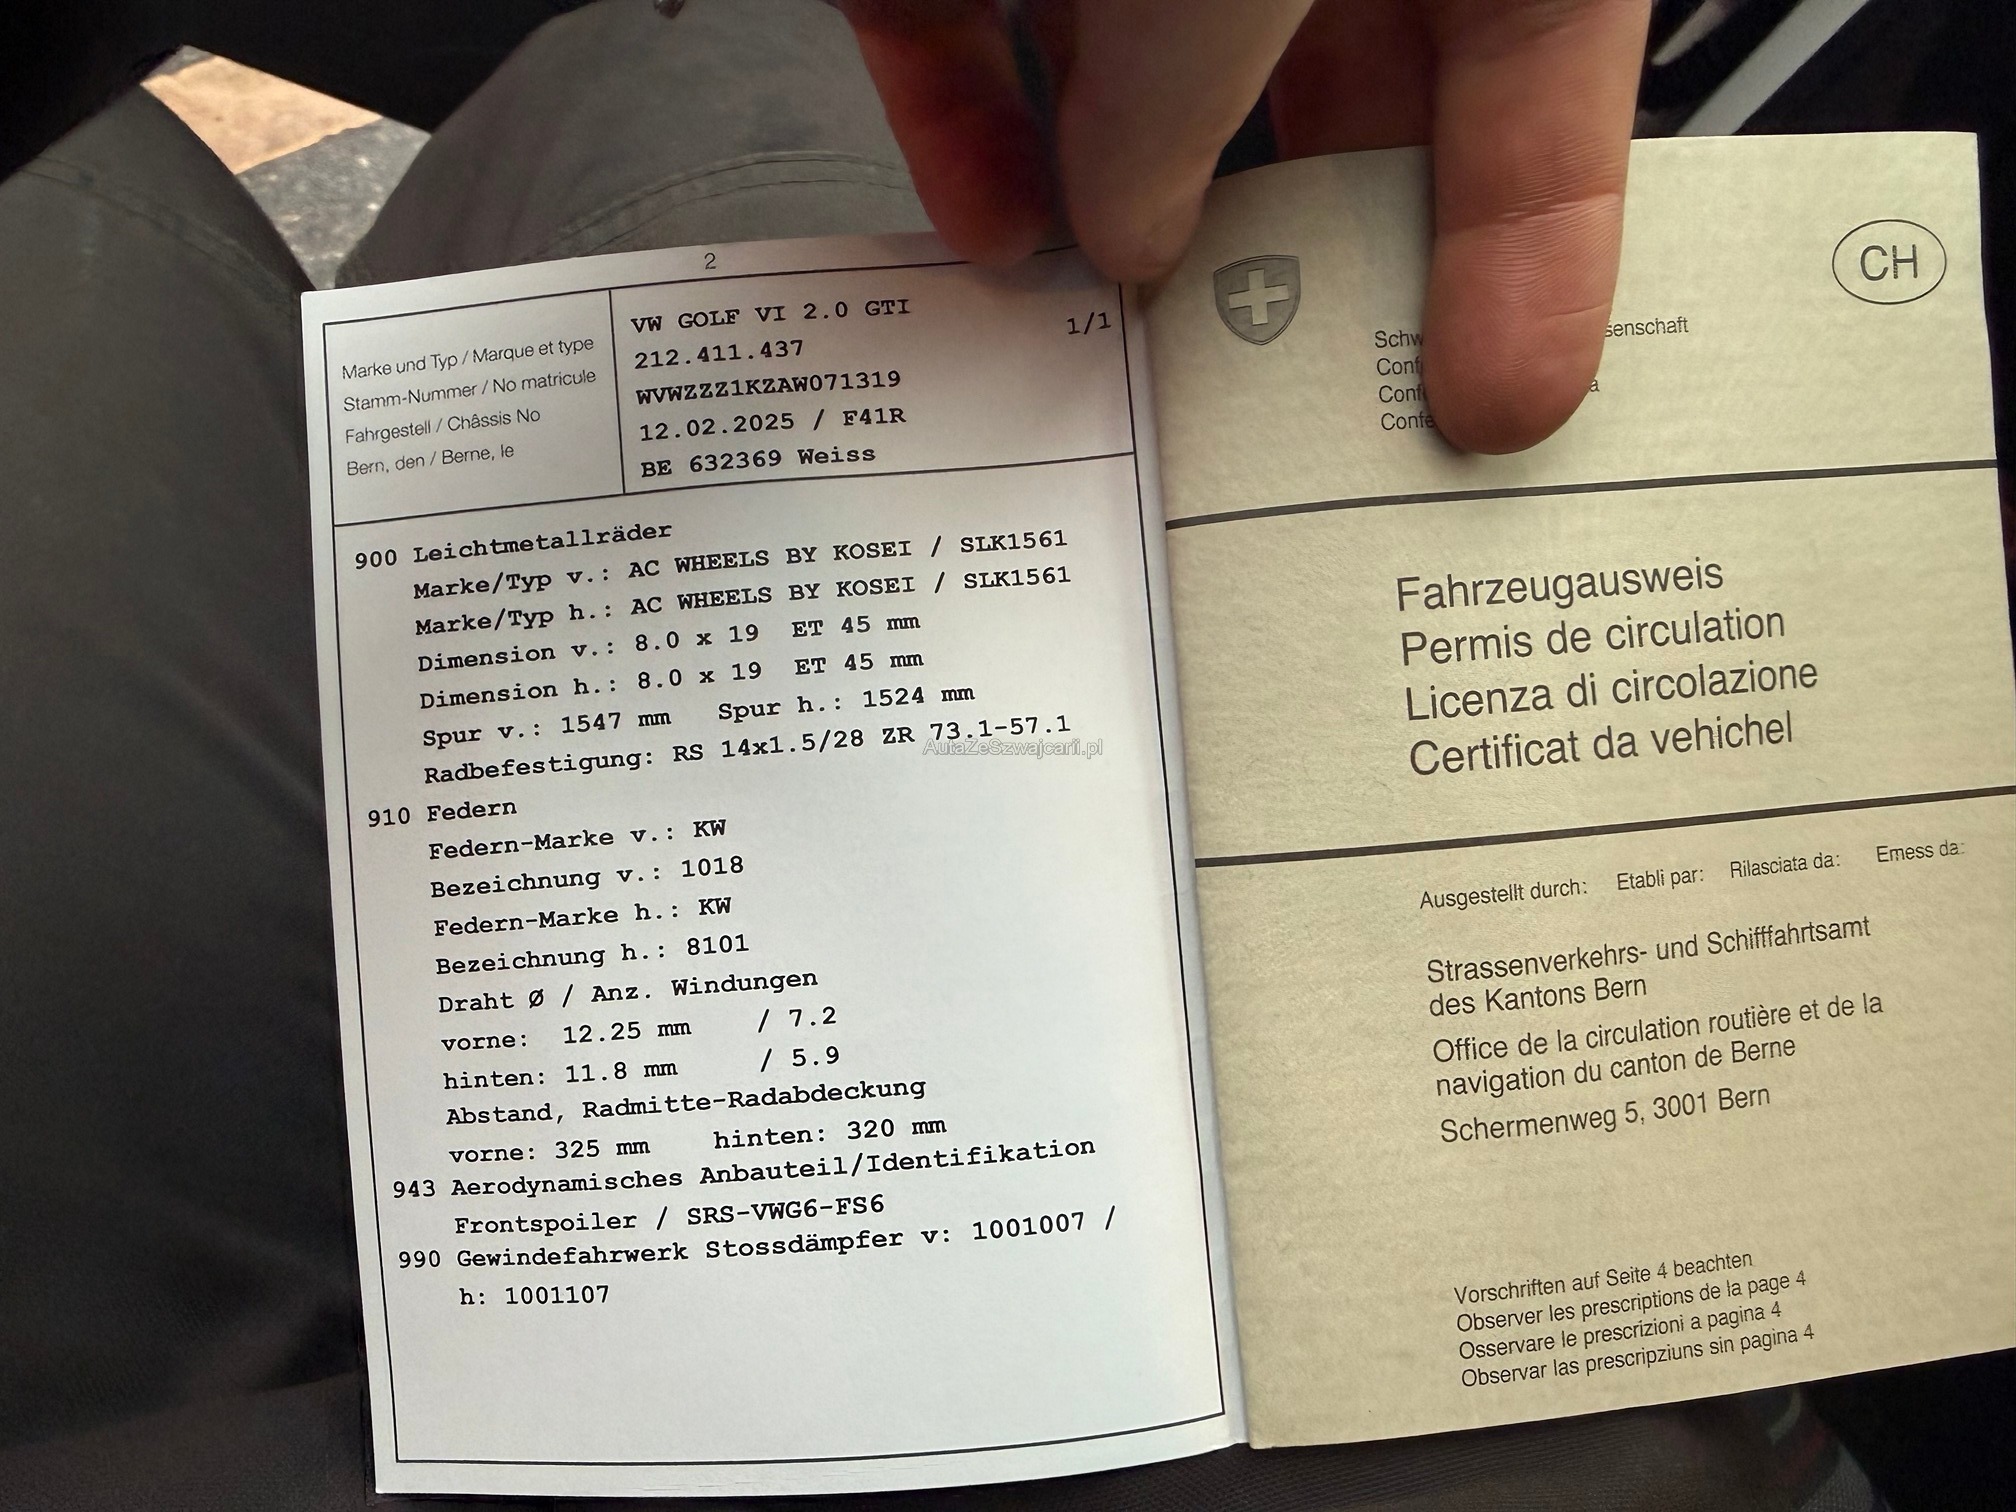 2
Marke und Typ / Marque et type
Stamm-Nummer / No matricule
Fahrgestell / Châssis No
Bern, den / Berne, le
VW GOLF VI 2.0 GTI
1/1
212.411.437
WVWZZZ1KZAW071319
12.02.2025 / F41R
BE 632369 Weiss
900 Leichtmetallräder
Marke/Typ v.: AC WHEELS BY KOSEI / SLK1561
Marke/Typ h.: AC WHEELS BY KOSEI / SLK1561
Dimension v.: 8.0 x 19 ET 45 mm
Dimension h.: 8.0 x 19 ET 45 mm
Spur v.: 1547 mm Spur h.: 1524 mm
Radbefestigung: RS 14x1.5/28 ZR 73.1-57.1
AutaZeSzwajcarii.pl
910 Federn
Federn-Marke v.: KW
Bezeichnung v.: 1018
Federn-Marke h.: KW
Bezeichnung h.: 8101
Draht Ø / Anz. Windungen
vorne: 12.25 mm / 7.2
hinten: 11.8 mm / 5.9
Abstand, Radmitte-Radabdeckung
vorne: 325 mm hinten: 320 mm
943 Aerodynamisches Anbauteil/Identifikation
Frontspoiler / SRS-VWG6-FS6
990 Gewindefahrwerk Stossdämpfer v: 1001007 /
h: 1001107
CH
Fahrzeugausweis
Permis de circulation
Licenza di circolazione
Certificat da vehichel
Ausgestellt durch: Etabli par: Rilasciata da: Emess da:
Strassenverkehrs- und Schifffahrtsamt
des Kantons Bern
Office de la circulation routière et de la
navigation du canton de Berne
Schermenweg 5, 3001 Bern
Vorschriften auf Seite 4 beachten
Observer les prescriptions de la page 4
Osservare le prescrizioni a pagina 4
Observar las prescripziuns sin pagina 4